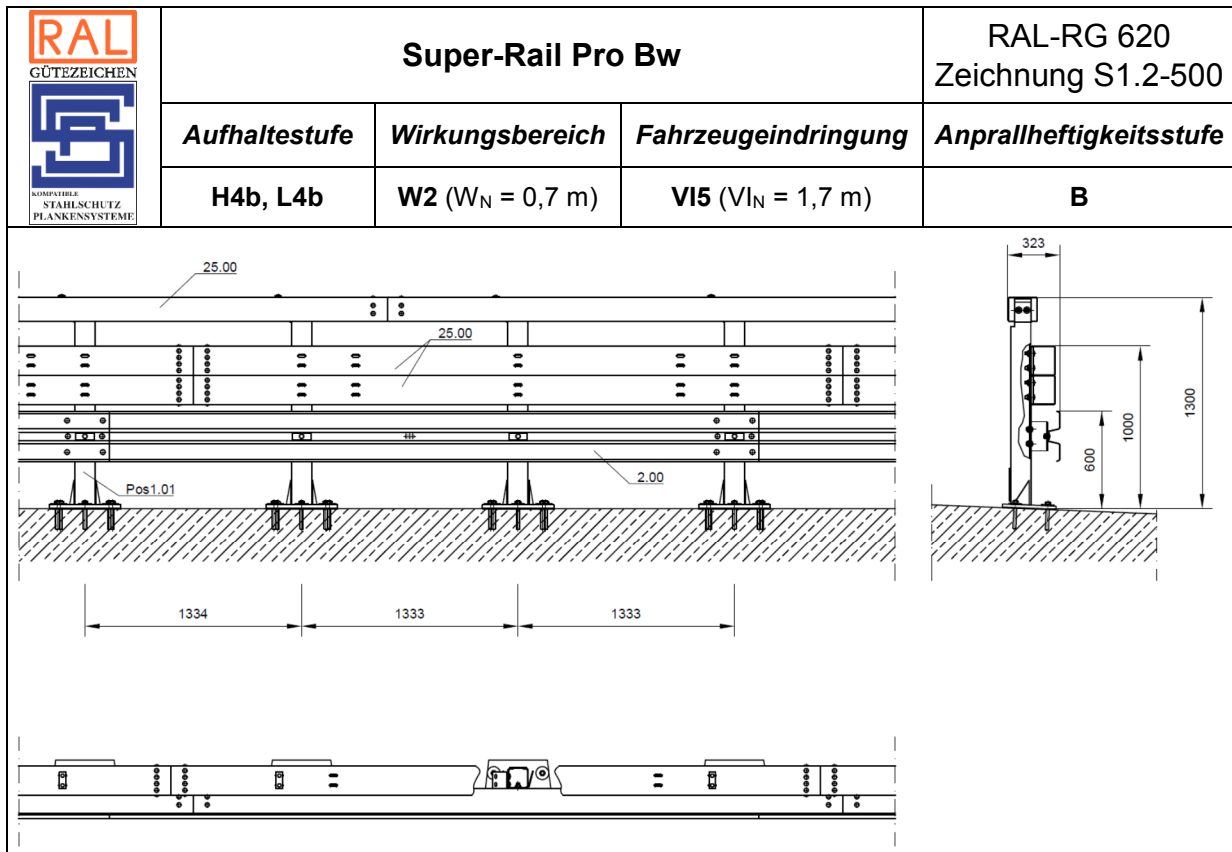 RAL
GÜTEZEICHEN
KOMPATIBLE
STAHLSCHUTZ
PLANKENSYSTEME
Super-Rail Pro Bw
RAL-RG 620
Zeichnung S1.2-500
Aufhaltestufe
Wirkungsbereich
Fahrzeugeindringung
Anprallheftigkeitsstufe
H4b, L4b
W2 (WN = 0,7 m)
VI5 (VIN = 1,7 m)
B
25.00
25.00
2.00
Pos1.01
1334
1333
1333
323
600
1000
1300